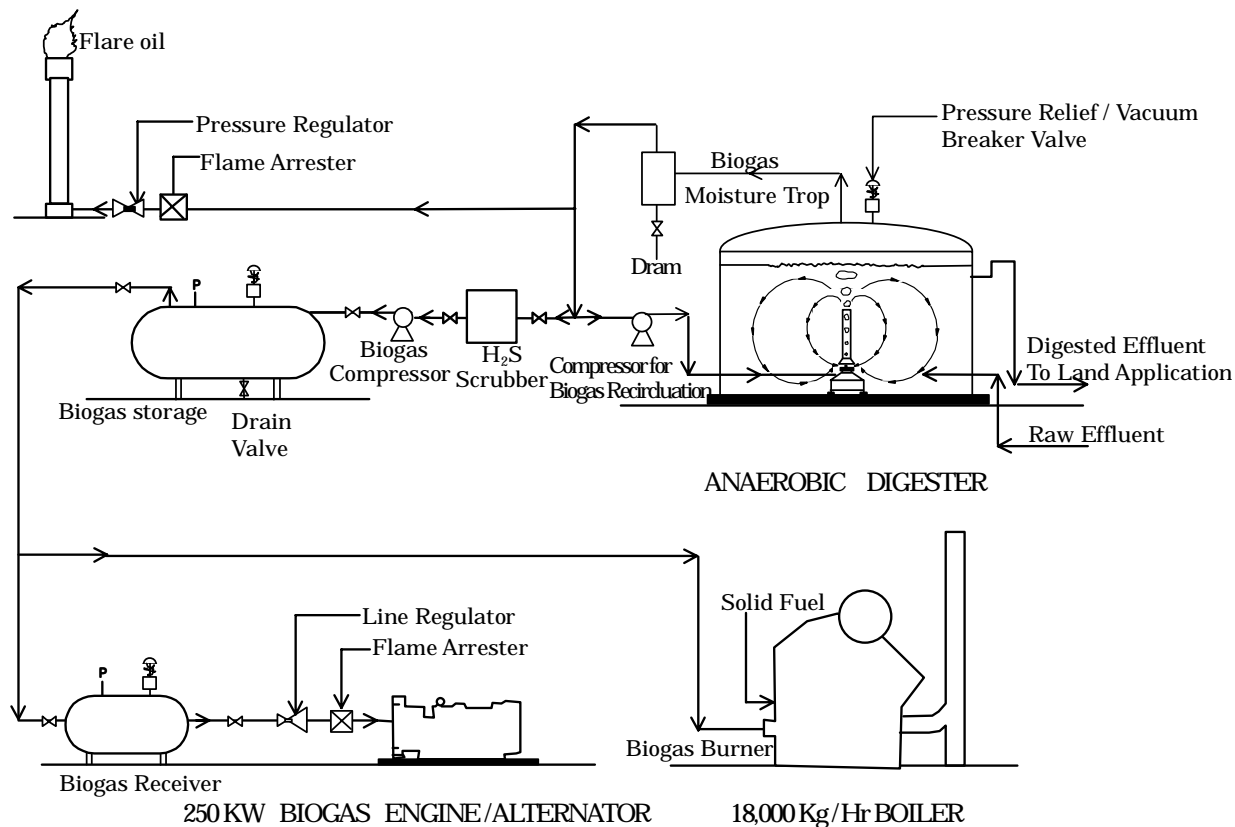 Flare oil
Pressure Regulator
Flame Arrester
Biogas
Moisture Trop
Dram
Pressure Relief / Vacuum
Breaker Valve
P
Biogas storage
Drain
Valve
Biogas
Compressor
H₂S
Scrubber
Compressor for
Biogas Recircluation
Digested Effluent
To Land Application
Raw Effluent
ANAEROBIC DIGESTER
Line Regulator
Flame Arrester
P
Biogas Receiver
Solid Fuel
Biogas Burner
250 KW BIOGAS ENGINE/ALTERNATOR
18,000 Kg/Hr BOILER